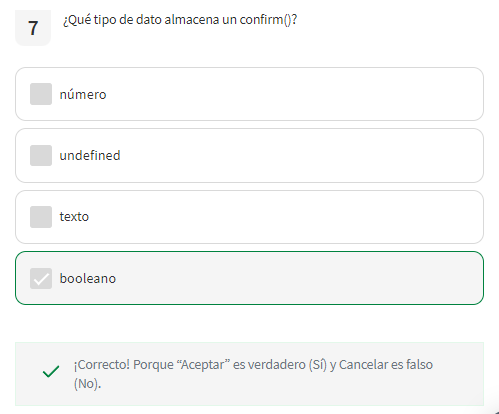 7
¿Qué tipo de dato almacena un confirm()?
número
undefined
texto
booleano
¡Correcto! Porque “Aceptar” es verdadero (Sí) y Cancelar es falso
(No).